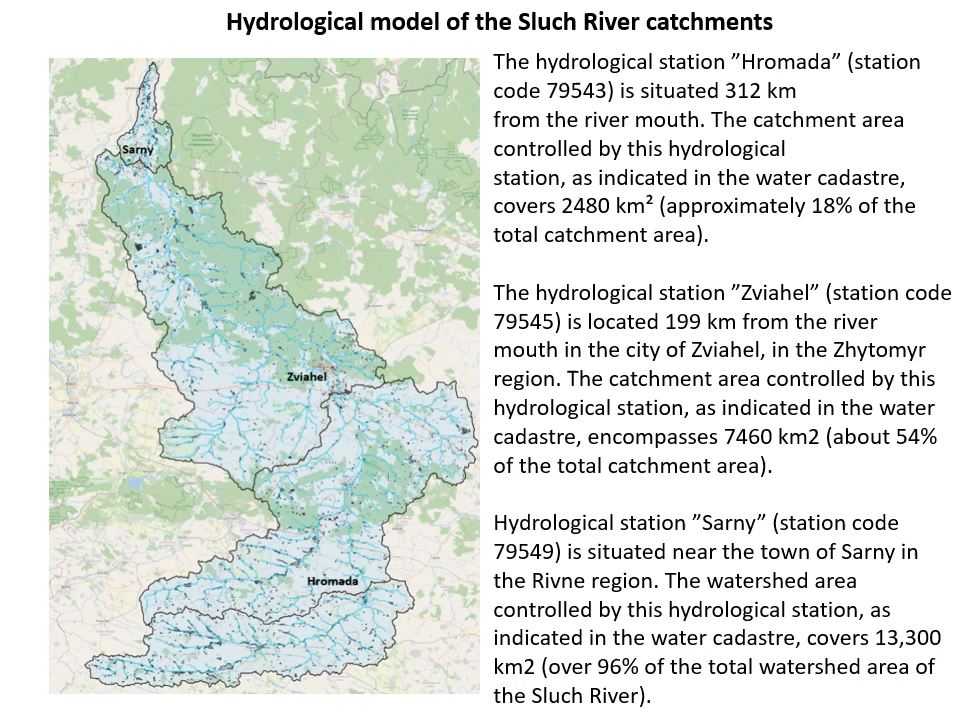 Hydrological model of the Sluch River catchments
Sarny
Zviahel
Hromada
The hydrological station ”Hromada” (station
code 79543) is situated 312 km
from the river mouth. The catchment area
controlled by this hydrological
station, as indicated in the water cadastre,
covers 2480 km² (approximately 18% of the
total catchment area).
The hydrological station ”Zviahel” (station code
79545) is located 199 km from the river
mouth in the city of Zviahel, in the Zhytomyr
region. The catchment area controlled by this
hydrological station, as indicated in the water
cadastre, encompasses 7460 km2 (about 54%
of the total catchment area).
Hydrological station ”Sarny” (station code
79549) is situated near the town of Sarny in
the Rivne region. The watershed area
controlled by this hydrological station, as
indicated in the water cadastre, covers 13,300
km2 (over 96% of the total watershed area of
the Sluch River).